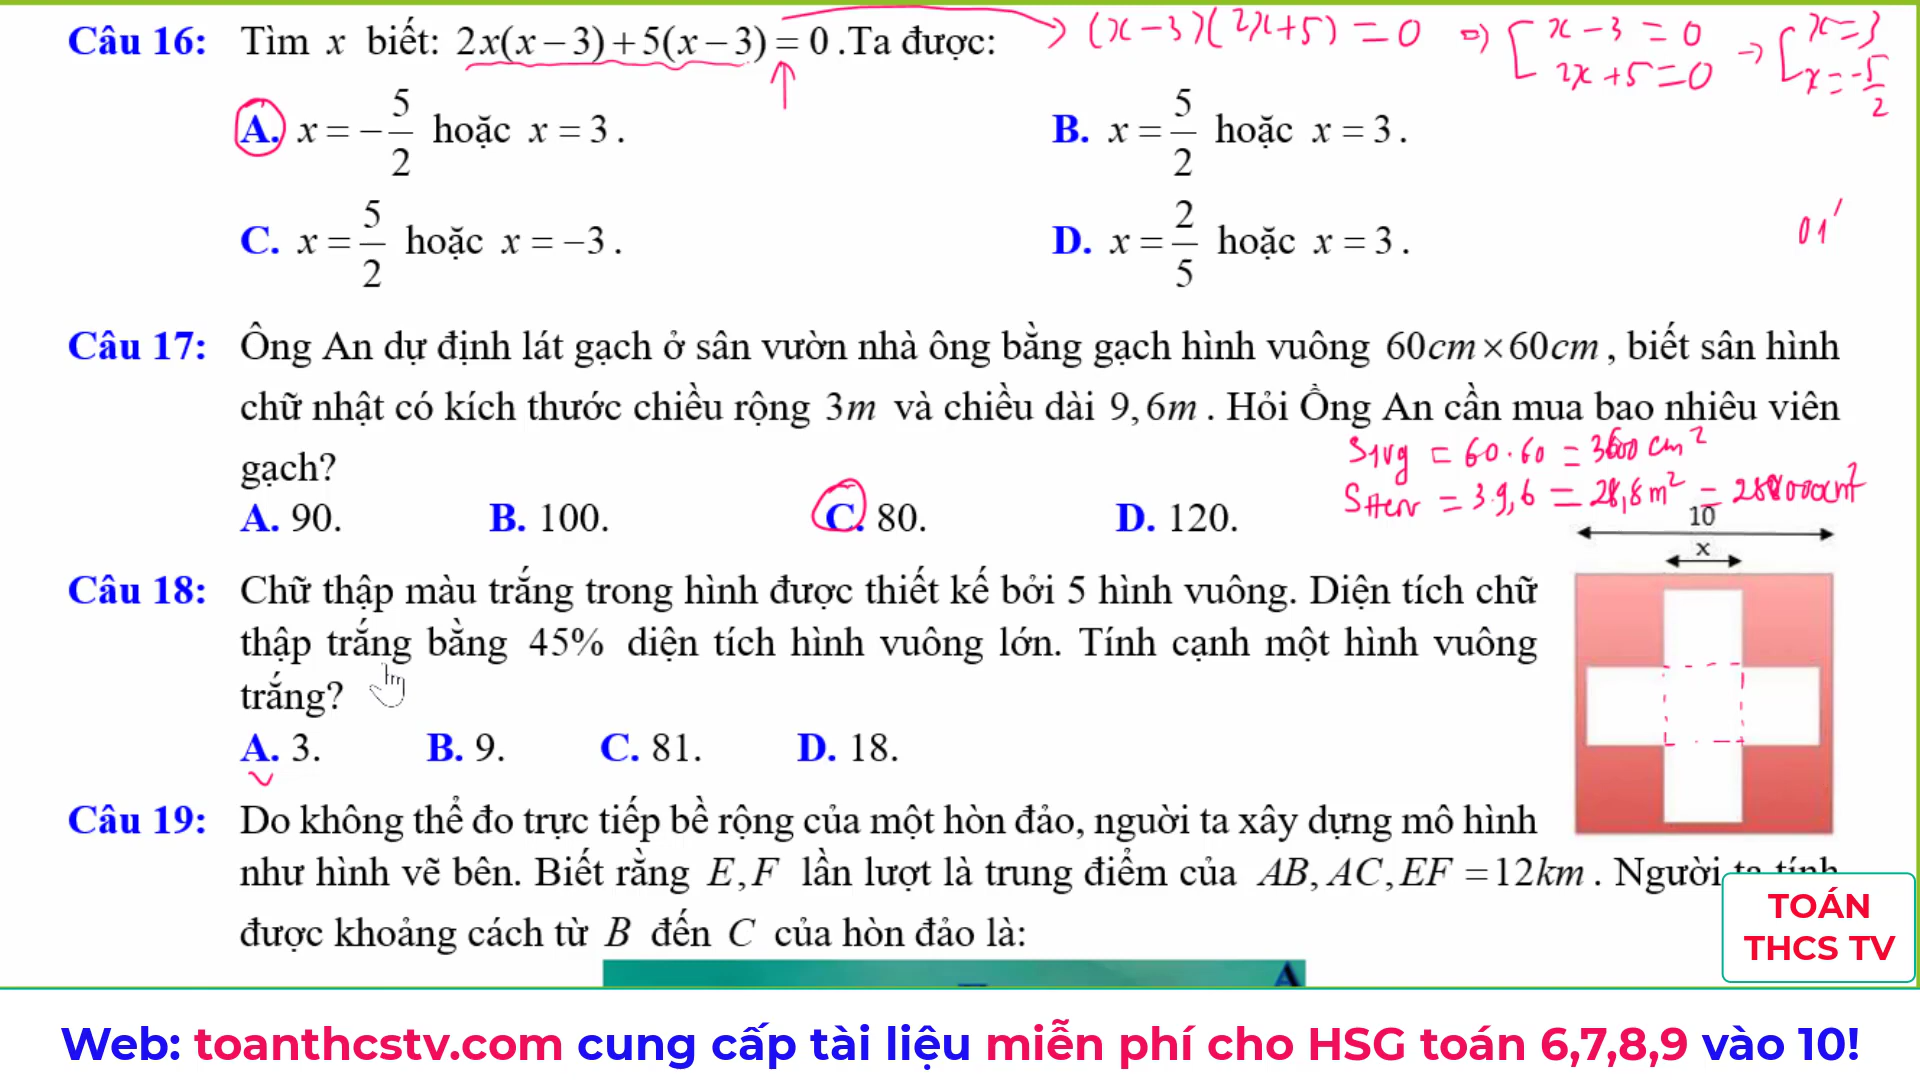 Câu 16: Tìm x biết: 2x(x−3)+5(x−3)=0.Ta được: → (x−3)(2x+5)=0 ⇒ [x−3=0 → [x=3
2x+5=0 x=-5/2
A. x = −5/2 hoặc x = 3. B. x = 5/2 hoặc x = 3.
C. x = 5/2 hoặc x = −3. D. x = 2/5 hoặc x = 3.
Câu 17: Ông An dự định lát gạch ở sân vườn nhà ông bằng gạch hình vuông 60cm×60cm, biết sân hình
chữ nhật có kích thước chiều rộng 3m và chiều dài 9,6m. Hỏi Ông An cần mua bao nhiêu viên
gạch?
S1vg = 60.60 = 3600 cm²
= 3.9,6 = 28,8m² = 288000cm²
A. 90. B. 100. C. 80. D. 120.
10
x
Câu 18: Chữ thập màu trắng trong hình được thiết kế bởi 5 hình vuông. Diện tích chữ
thập trắng bằng 45% diện tích hình vuông lớn. Tính cạnh một hình vuông
trắng?
A. 3. B. 9. C. 81. D. 18.
Câu 19: Do không thể đo trực tiếp bề rộng của một hòn đảo, nguời ta xây dựng mô hình
như hình vẽ bên. Biết rằng E,F lần lượt là trung điểm của AB, AC, EF =12km. Người ta tính
được khoảng cách từ B đến C của hòn đảo là:
A
TOÁN
THCS TV
Web: toanthcstv.com cung cấp tài liệu miễn phí cho HSG toán 6,7,8,9 vào 10!